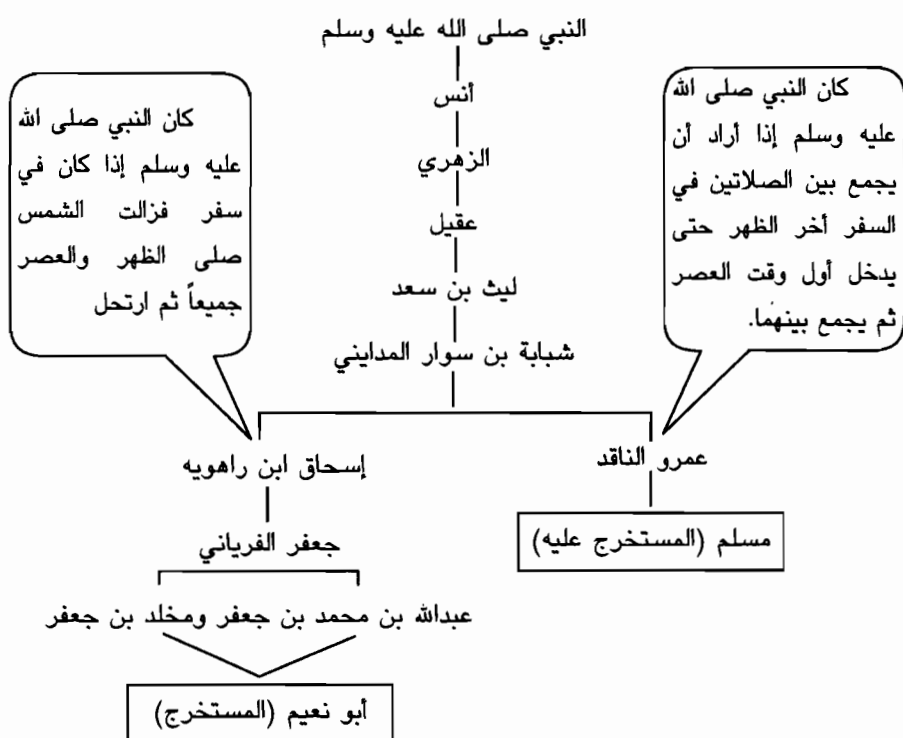 النبي صلى الله عليه وسلم
أنس
الزهري
عقيل
ليث بن سعد
شبابة بن سوار المدايني
كان النبي صلى الله
عليه وسلم إذا أراد أن
يجمع بين الصلاتين في
السفر أخر الظهر حتى
يدخل أول وقت العصر
ثم يجمع بينهما.
كان النبي صلى الله
عليه وسلم إذا كان في
سفر فزالت الشمس
صلى الظهر والعصر
جميعاً ثم ارتحل
عمرو الناقد
مسلم (المستخرج عليه)
إسحاق ابن راهويه
جعفر الفرياني
عبدالله بن محمد بن جعفر ومخلد بن جعفر
أبو نعيم (المستخرج)